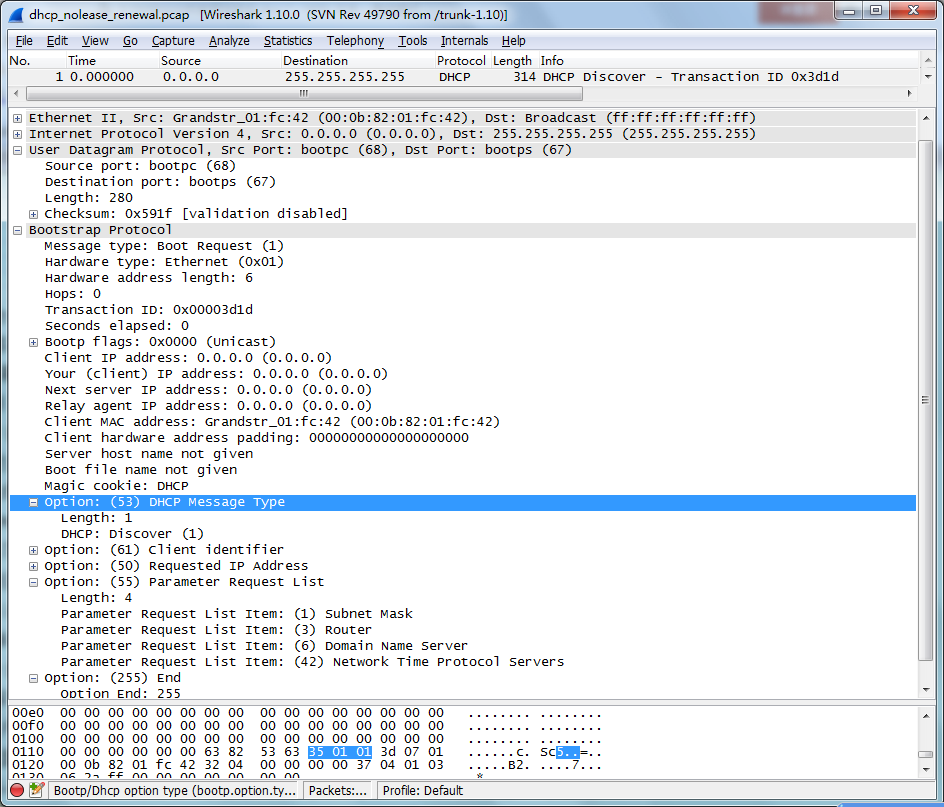 dhcp_nolease_renewal.pcap [Wireshark 1.10.0 (SVN Rev 49790 from /trunk-1.10)]
File Edit View Go Capture Analyze Statistics Telephony Tools Internals Help
No. Time Source Destination Protocol Length Info
1 0.000000 0.0.0.0 255.255.255.255 DHCP 314 DHCP Discover - Transaction ID 0x3d1d
Ethernet II, Src: Grandstr_01:fc:42 (00:0b:82:01:fc:42), Dst: Broadcast (ff:ff:ff:ff:ff:ff)
Internet Protocol Version 4, Src: 0.0.0.0 (0.0.0.0), Dst: 255.255.255.255 (255.255.255.255)
User Datagram Protocol, Src Port: bootpc (68), Dst Port: bootps (67)
Source port: bootpc (68)
Destination port: bootps (67)
Length: 280
Checksum: 0x591f [validation disabled]
Bootstrap Protocol
Message type: Boot Request (1)
Hardware type: Ethernet (0x01)
Hardware address length: 6
Hops: 0
Transaction ID: 0x00003d1d
Seconds elapsed: 0
Bootp flags: 0x0000 (Unicast)
Client IP address: 0.0.0.0 (0.0.0.0)
Your (client) IP address: 0.0.0.0 (0.0.0.0)
Next server IP address: 0.0.0.0 (0.0.0.0)
Relay agent IP address: 0.0.0.0 (0.0.0.0)
Client MAC address: Grandstr_01:fc:42 (00:0b:82:01:fc:42)
Client hardware address padding: 00000000000000000000
Server host name not given
Boot file name not given
Magic cookie: DHCP
Option: (53) DHCP Message Type
Length: 1
DHCP: Discover (1)
Option: (61) Client identifier
Option: (50) Requested IP Address
Option: (55) Parameter Request List
Length: 4
Parameter Request List Item: (1) Subnet Mask
Parameter Request List Item: (3) Router
Parameter Request List Item: (6) Domain Name Server
Parameter Request List Item: (42) Network Time Protocol Servers
Option: (255) End
Option End: 255
00e0 00 00 00 00 00 00 00 00 00 00 00 00 00 00 00 00 ........ ........
00f0 00 00 00 00 00 00 00 00 00 00 00 00 00 00 00 00 ........ ........
0100 00 00 00 00 00 00 00 00 00 00 00 00 00 00 00 00 ........ ........
0110 00 00 00 00 00 00 63 82 53 63 35 01 01 3d 07 01 ......c. Sc5..=..
0120 00 0b 82 01 fc 42 32 04 00 00 00 00 37 04 01 03 .....B2. ....7...
0130 06 2a ff 00 00 00 00 00 00 00
Bootp/Dhcp option type (bootp.option.ty... Packets:... Profile: Default